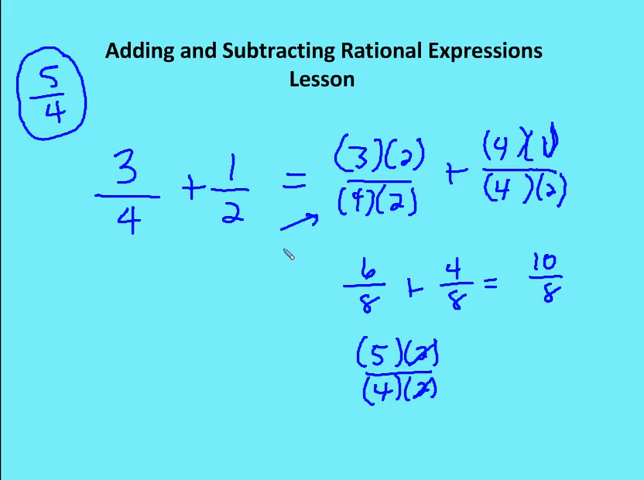 Adding and Subtracting Rational Expressions
Lesson
5/4
3/4 + 1/2 = (3)(2)/(4)(2) + (4)(1)/(4)(2)
6/8 + 4/8 = 10/8
(5)(2)/(4)(2)